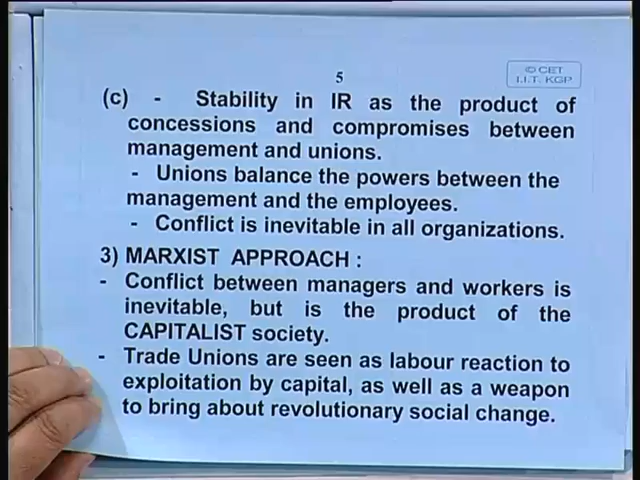 5
© CET
I.I.T. KGP
(c) - Stability in IR as the product of
concessions and compromises between
management and unions.
- Unions balance the powers between the
management and the employees.
- Conflict is inevitable in all organizations.
3) MARXIST APPROACH :
- Conflict between managers and workers is
inevitable, but is the product of the
CAPITALIST society.
- Trade Unions are seen as labour reaction to
exploitation by capital, as well as a weapon
to bring about revolutionary social change.